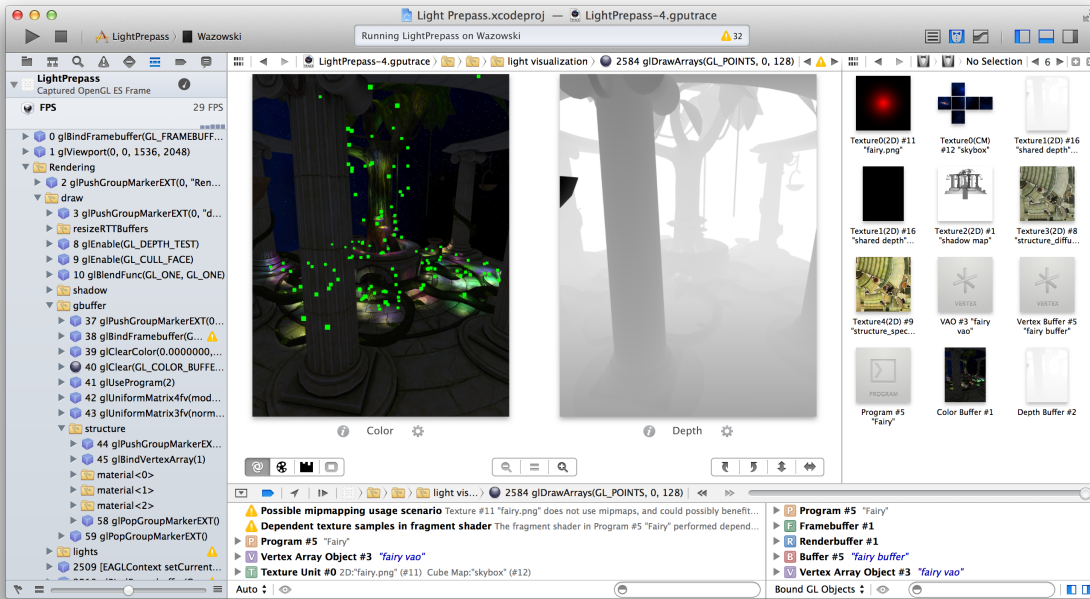 Light Prepass.xcodeproj — LightPrepass-4.gputrace
LightPrepass Wazowski
Running LightPrepass on Wazowski
32
LightPrepass
Captured OpenGL ES Frame
FPS
29 FPS
0 glBindFramebuffer(GL_FRAMEBUFF...
1 glViewport(0, 0, 1536, 2048)
Rendering
2 glPushGroupMarkerEXT(0, "Ren...
draw
3 glPushGroupMarkerEXT(0, "d...
resizeRTTBuffers
8 glEnable(GL_DEPTH_TEST)
9 glEnable(GL_CULL_FACE)
10 glBlendFunc(GL_ONE, GL_ONE)
shadow
gbuffer
37 glPushGroupMarkerEXT(0...
38 glBindFramebuffer(G...
39 glClearColor(0.0000000,...
40 glClear(GL_COLOR_BUFFE...
41 glUseProgram(2)
42 glUniformMatrix4fv(mod...
43 glUniformMatrix3fv(norm...
structure
44 glPushGroupMarkerEX...
45 glBindVertexArray(1)
material<0>
material<1>
material<2>
58 glPopGroupMarkerEXT()
59 glPopGroupMarkerEXT()
lights
2509 [EAGLContext setCurrent...
LightPrepass-4.gputrace
light visualization
2584 glDrawArrays(GL_POINTS, 0, 128)
Color
Depth
light vis...
2584 glDrawArrays(GL_POINTS, 0, 128)
Possible mipmapping usage scenario Texture #11 "fairy.png" does not use mipmaps, and could possibly benefit...
Dependent texture samples in fragment shader The fragment shader in Program #5 "Fairy" performed depend...
P Program #5 "Fairy"
V Vertex Array Object #3 "fairy vao"
T Texture Unit #0 2D:"fairy.png" (#11) Cube Map:"skybox" (#12)
Auto
No Selection
6
Texture0(2D) #11
"fairy.png"
Texture0(CM)
#12 "skybox"
Texture1(2D) #16
"shared depth"...
Texture1(2D) #16
"shared depth"...
Texture2(2D) #1
"shadow map"
Texture3(2D) #8
"structure_diffu...
Texture4(2D) #9
"structure_spec...
VERTEX
VAO #3 "fairy
vao"
VERTEX
Vertex Buffer #5
"fairy buffer"
PROGRAM
Program #5
"Fairy"
Color Buffer #1
Depth Buffer #2
P Program #5 "Fairy"
F Framebuffer #1
R Renderbuffer #1
B Buffer #5 "fairy buffer"
V Vertex Array Object #3 "fairy vao"
Bound GL Objects